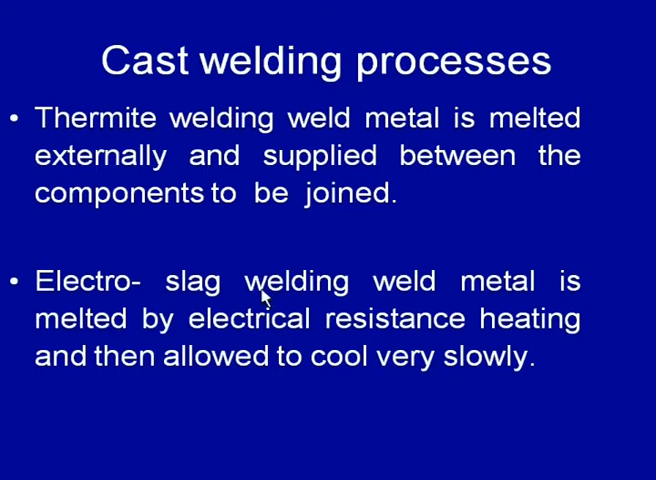 Cast welding processes
• Thermite welding weld metal is melted
externally and supplied between the
components to be joined.
• Electro- slag welding weld metal is
melted by electrical resistance heating
and then allowed to cool very slowly.